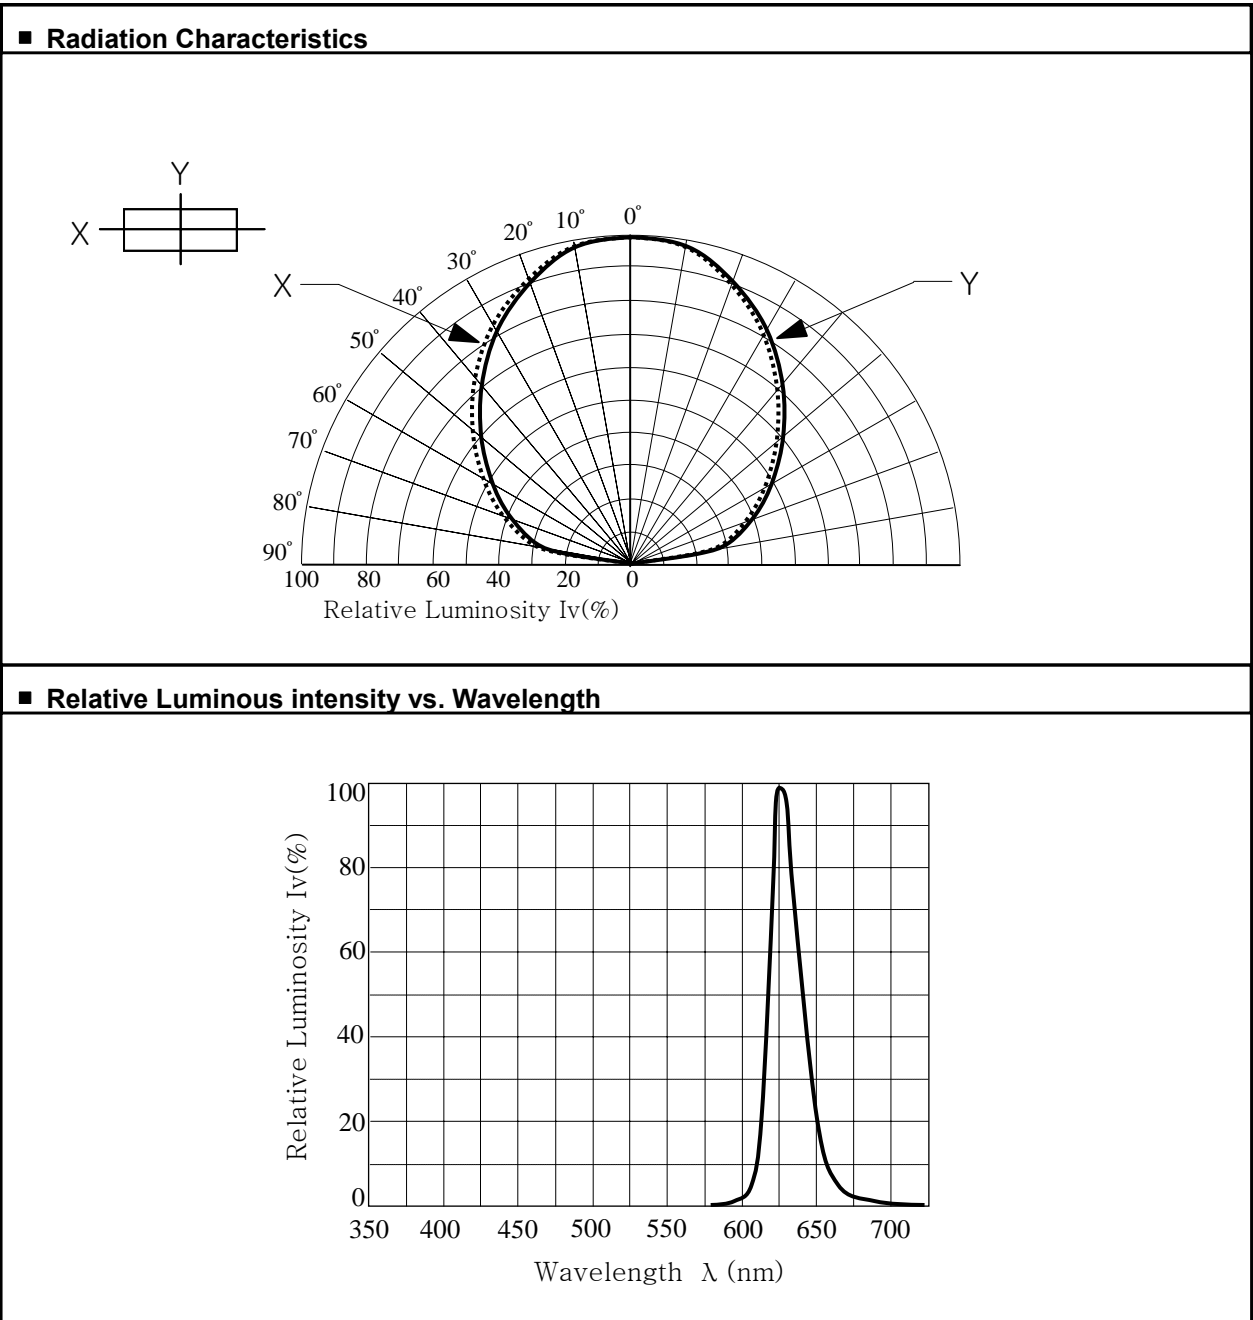 ■ Radiation Characteristics
Y
X
0°
10°
20°
30°
40°
50°
60°
70°
80°
90°
X
Y
100 80 60 40 20 0
Relative Luminosity Iv(%)
■ Relative Luminous intensity vs. Wavelength
100
80
60
40
20
0
Relative Luminosity Iv(%)
350 400 450 500 550 600 650 700
Wavelength λ (nm)